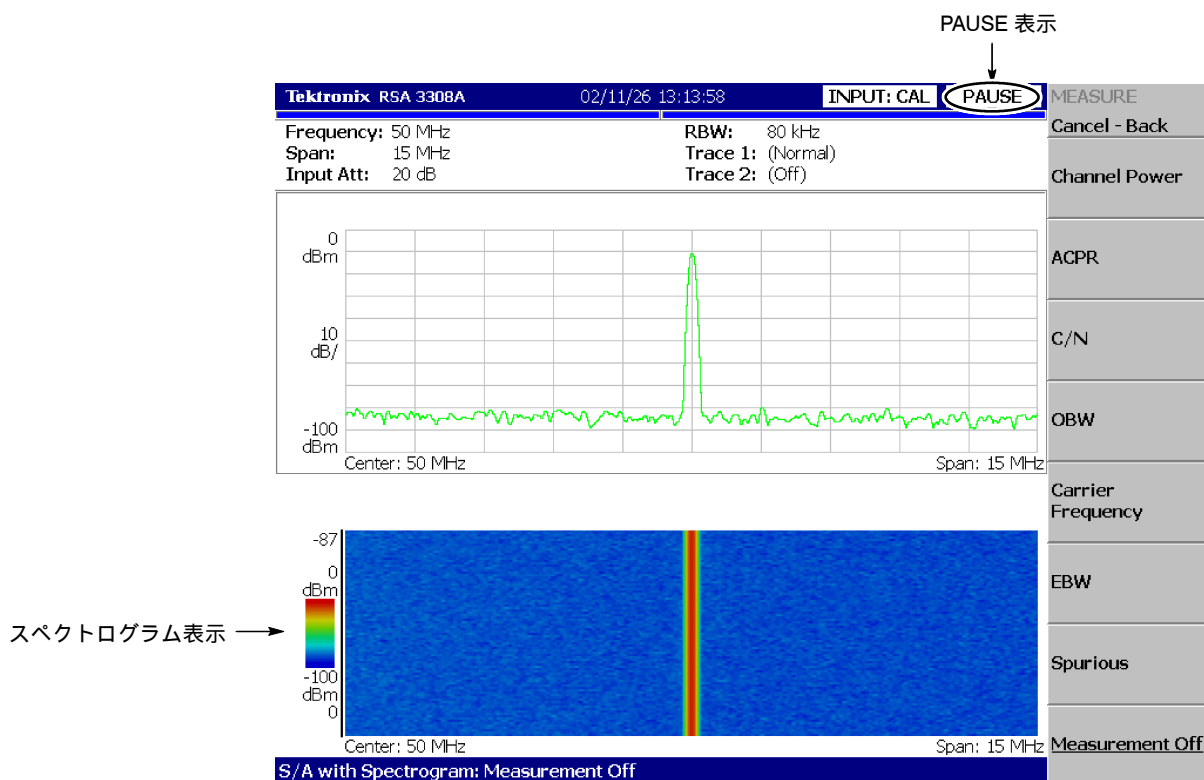 PAUSE 表示
Tektronix RSA 3308A 02/11/26 13:13:58 INPUT: CAL PAUSE
MEASURE
Cancel - Back
Frequency: 50 MHz
RBW: 80 kHz
Span: 15 MHz
Trace 1: (Normal)
Input Att: 20 dB
Trace 2: (Off)
Channel Power
ACPR
C/N
OBW
Carrier
Frequency
EBW
Spurious
Measurement Off
0
dBm
10
dB/
-100
dBm
Center: 50 MHz
Span: 15 MHz
スペクトログラム表示
-87
0
dBm
-100
dBm
0
Center: 50 MHz
Span: 15 MHz
S/A with Spectrogram: Measurement Off